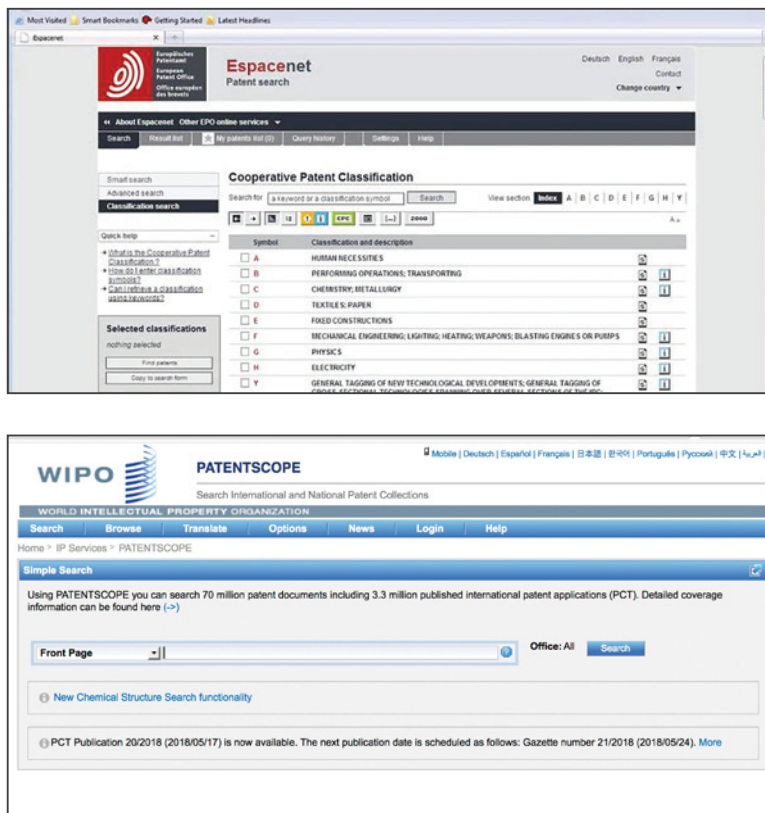 Most Visited Smart Bookmarks Getting Started Latest Headlines
Espacenet
Europäisches
Patentamt
European
Patent Office
Office européen
des brevets
Espacenet
Patent search
Deutsch English Français
Contact
Change country
About Espacenet Other EPO online services
Search Result list My patents list (0) Query history Settings Help
Smart search
Advanced search
Classification search
Quick help
What is the Cooperative Patent
Classification ?
How do I enter classification
symbols?
Can I retrieve a classification
using keywords?
Selected classifications
nothing selected
Find patents
Copy to search form
Cooperative Patent Classification
Search for a keyword or a classification symbol Search View section Index A B C D E F G H Y
CPC 2000
Symbol Classification and description
A HUMAN NECESSITIES
B PERFORMING OPERATIONS; TRANSPORTING
C CHEMISTRY; METALLURGY
D TEXTILES; PAPER
E FIXED CONSTRUCTIONS
F MECHANICAL ENGINEERING; LIGHTING; HEATING; WEAPONS; BLASTING ENGINES OR PUMPS
G PHYSICS
H ELECTRICITY
Y GENERAL TAGGING OF NEW TECHNOLOGICAL DEVELOPMENTS; GENERAL TAGGING OF
CROSS-SECTIONAL TECHNOLOGIES SPANNING OVER SEVERAL SECTIONS OF THE IPC;
Mobile | Deutsch | Español | Français | 日本語 | 한국어 | Português | Русский | 中文 | العربية |
WIPO
PATENTSCOPE
Search International and National Patent Collections
WORLD INTELLECTUAL PROPERTY ORGANIZATION
Search Browse Translate Options News Login Help
Home > IP Services > PATENTSCOPE
Simple Search
Using PATENTSCOPE you can search 70 million patent documents including 3.3 million published international patent applications (PCT). Detailed coverage
information can be found here (->)
Front Page Office: All Search
New Chemical Structure Search functionality
PCT Publication 20/2018 (2018/05/17) is now available. The next publication date is scheduled as follows: Gazette number 21/2018 (2018/05/24). More